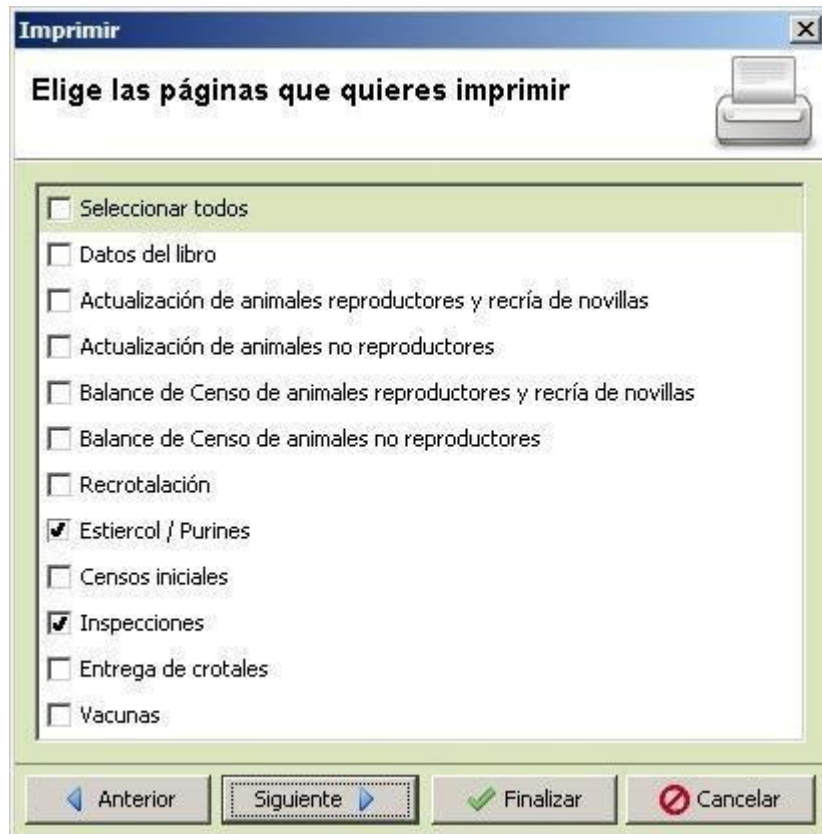 Imprimir
Elige las páginas que quieres imprimir
Seleccionar todos
Datos del libro
Actualización de animales reproductores y recría de novillas
Actualización de animales no reproductores
Balance de Censo de animales reproductores y recría de novillas
Balance de Censo de animales no reproductores
Recrotalación
Estiercol / Purines
Censos iniciales
Inspecciones
Entrega de crotales
Vacunas
Anterior Siguiente Finalizar Cancelar